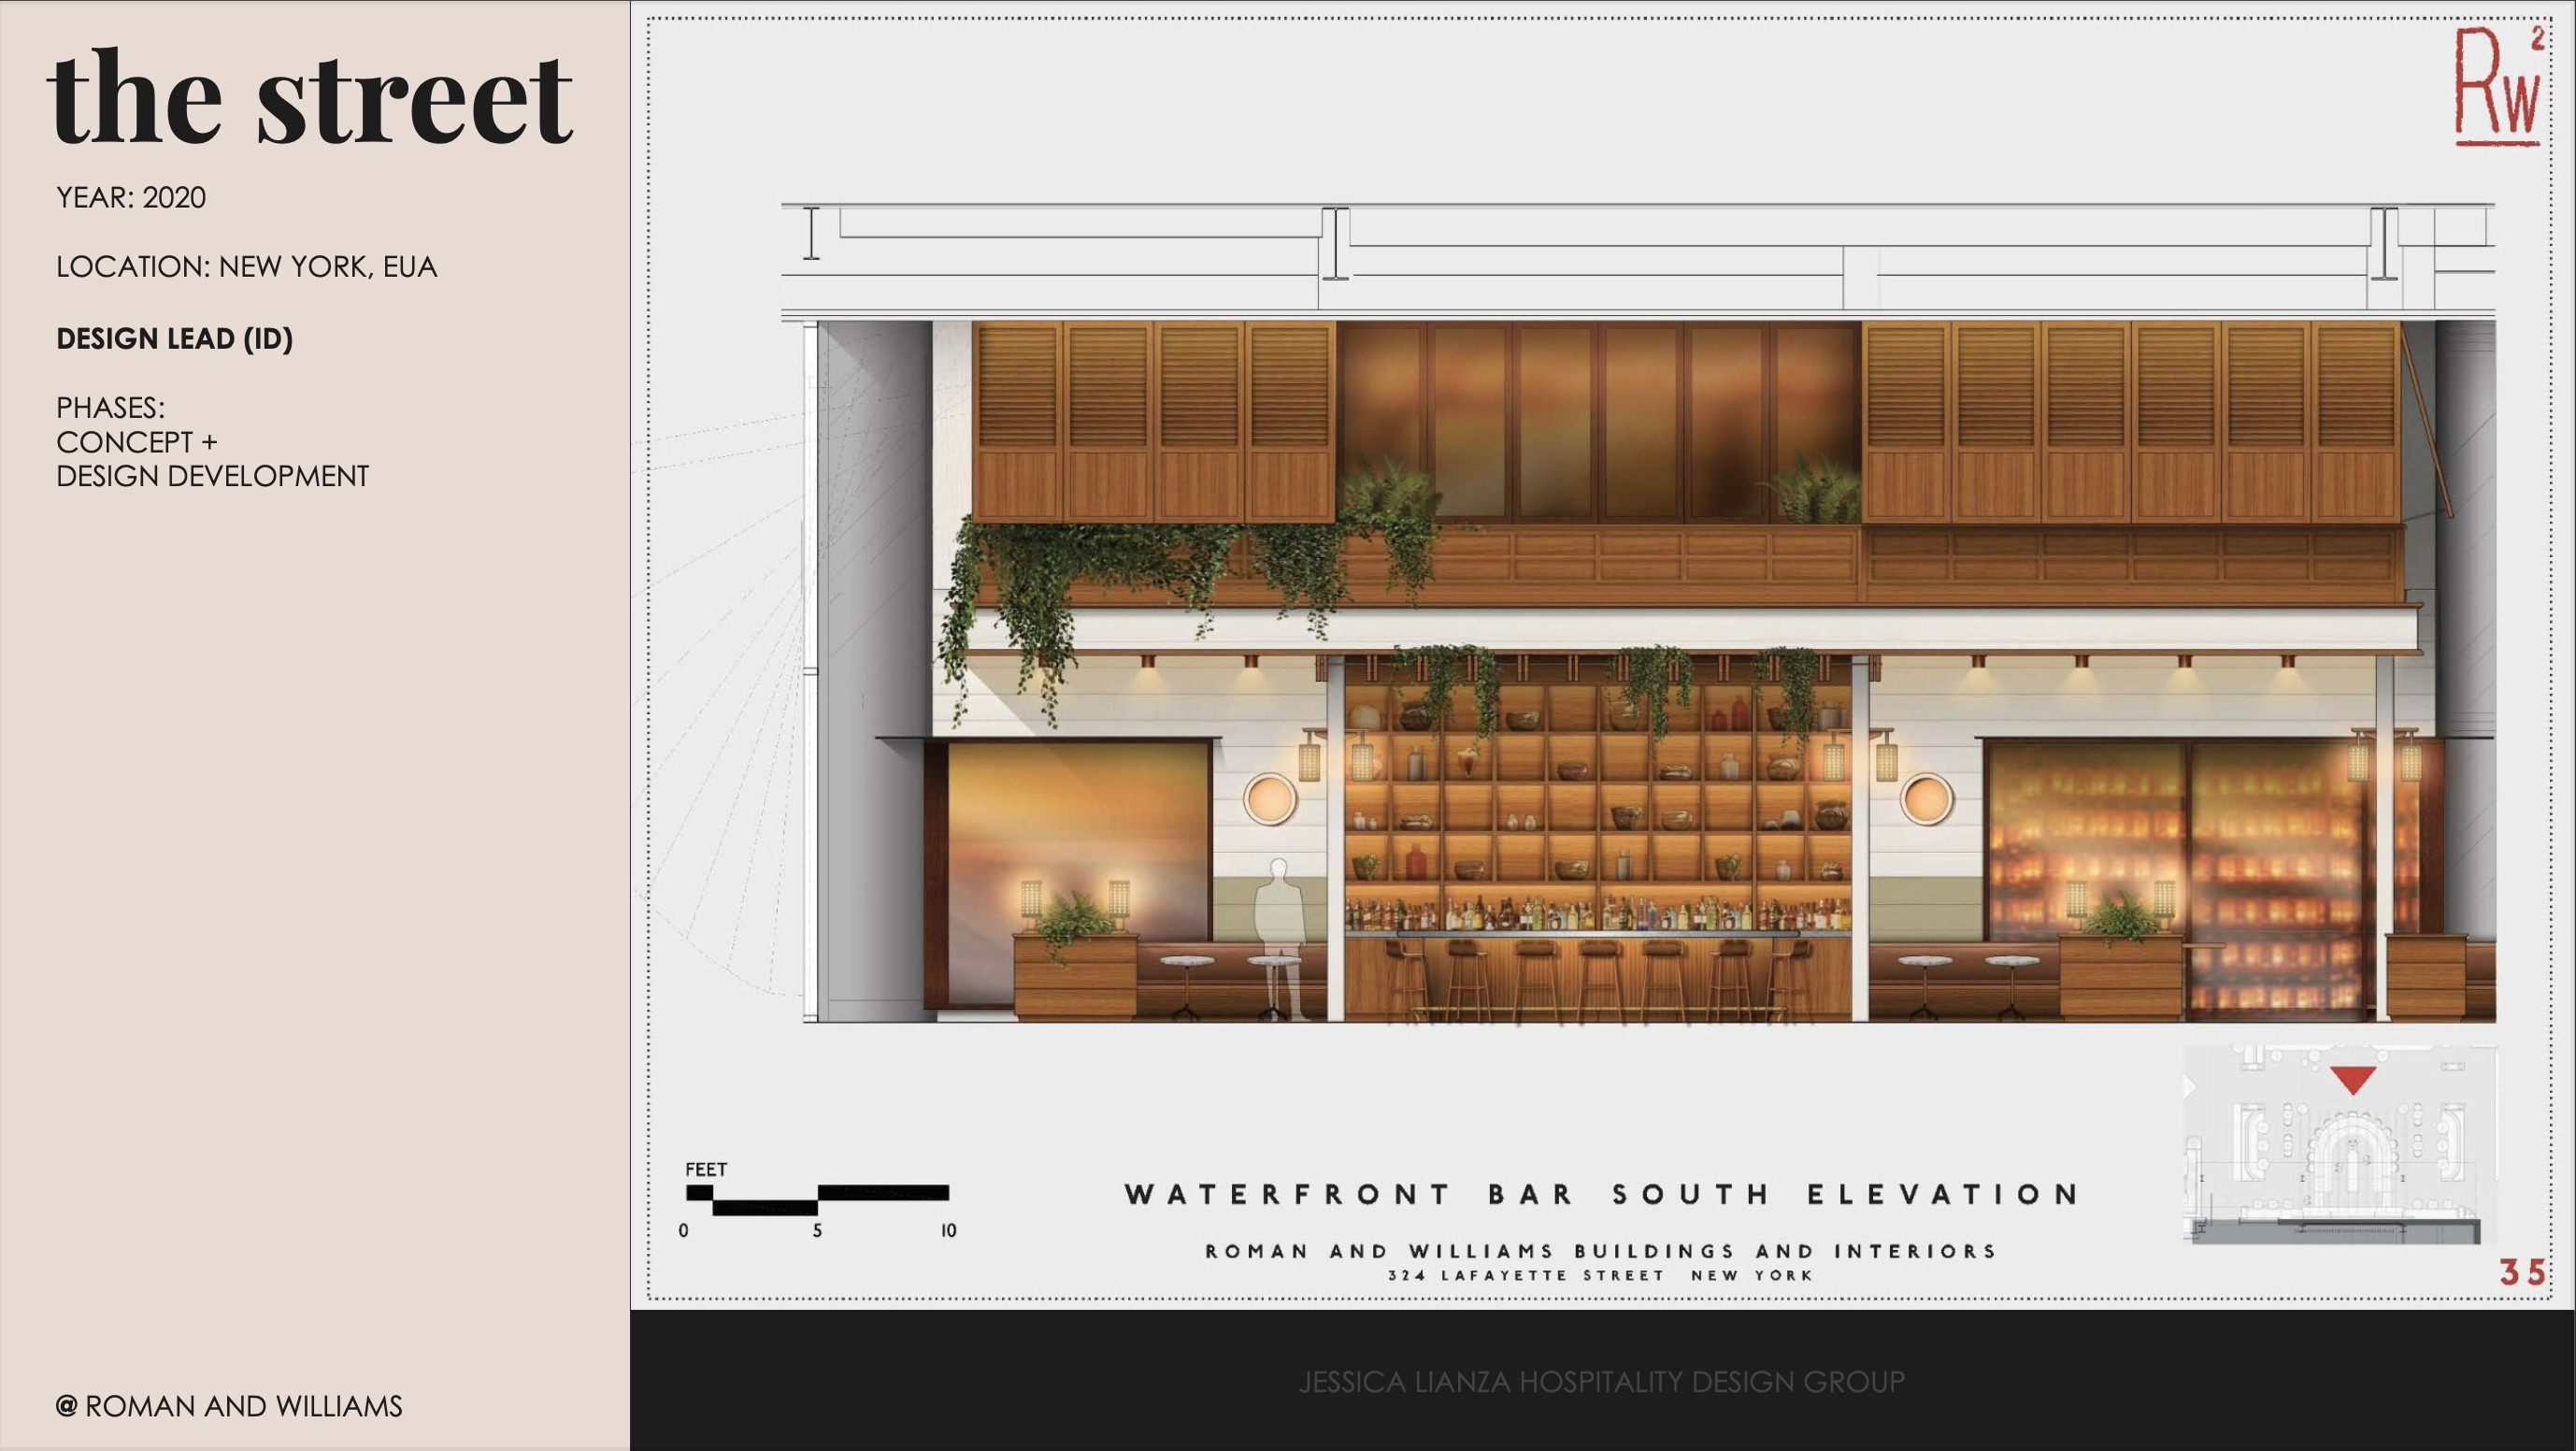 the street
YEAR: 2020
LOCATION: NEW YORK, EUA
DESIGN LEAD (ID)
PHASES:
CONCEPT +
DESIGN DEVELOPMENT
@ ROMAN AND WILLIAMS
RW²
FEET
0 5 10
WATERFRONT BAR SOUTH ELEVATION
ROMAN AND WILLIAMS BUILDINGS AND INTERIORS
324 LAFAYETTE STREET NEW YORK
35
JESSICA LIANZA HOSPITALITY DESIGN GROUP